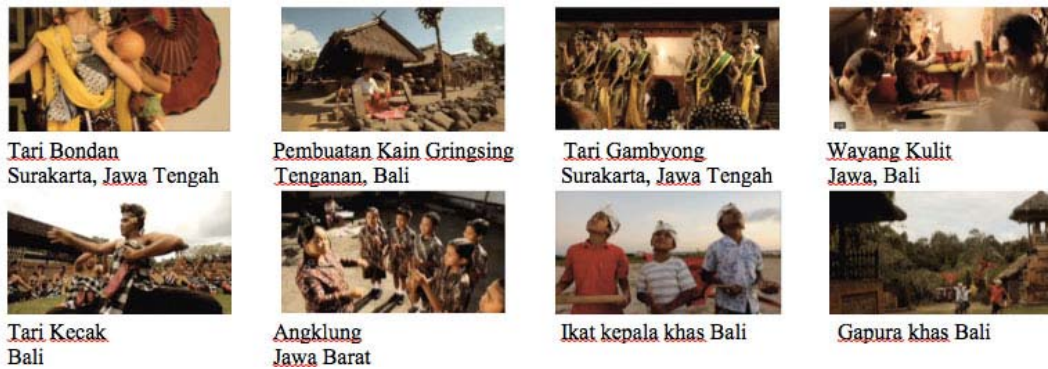 Tari Bondan
Surakarta, Jawa Tengah
Pembuatan Kain Gringsing
Tenganan, Bali
Tari Gambyong
Surakarta, Jawa Tengah
Wayang Kulit
Jawa, Bali
Tari Kecak
Bali
Angklung
Jawa Barat
Ikat kepala khas Bali
Gapura khas Bali